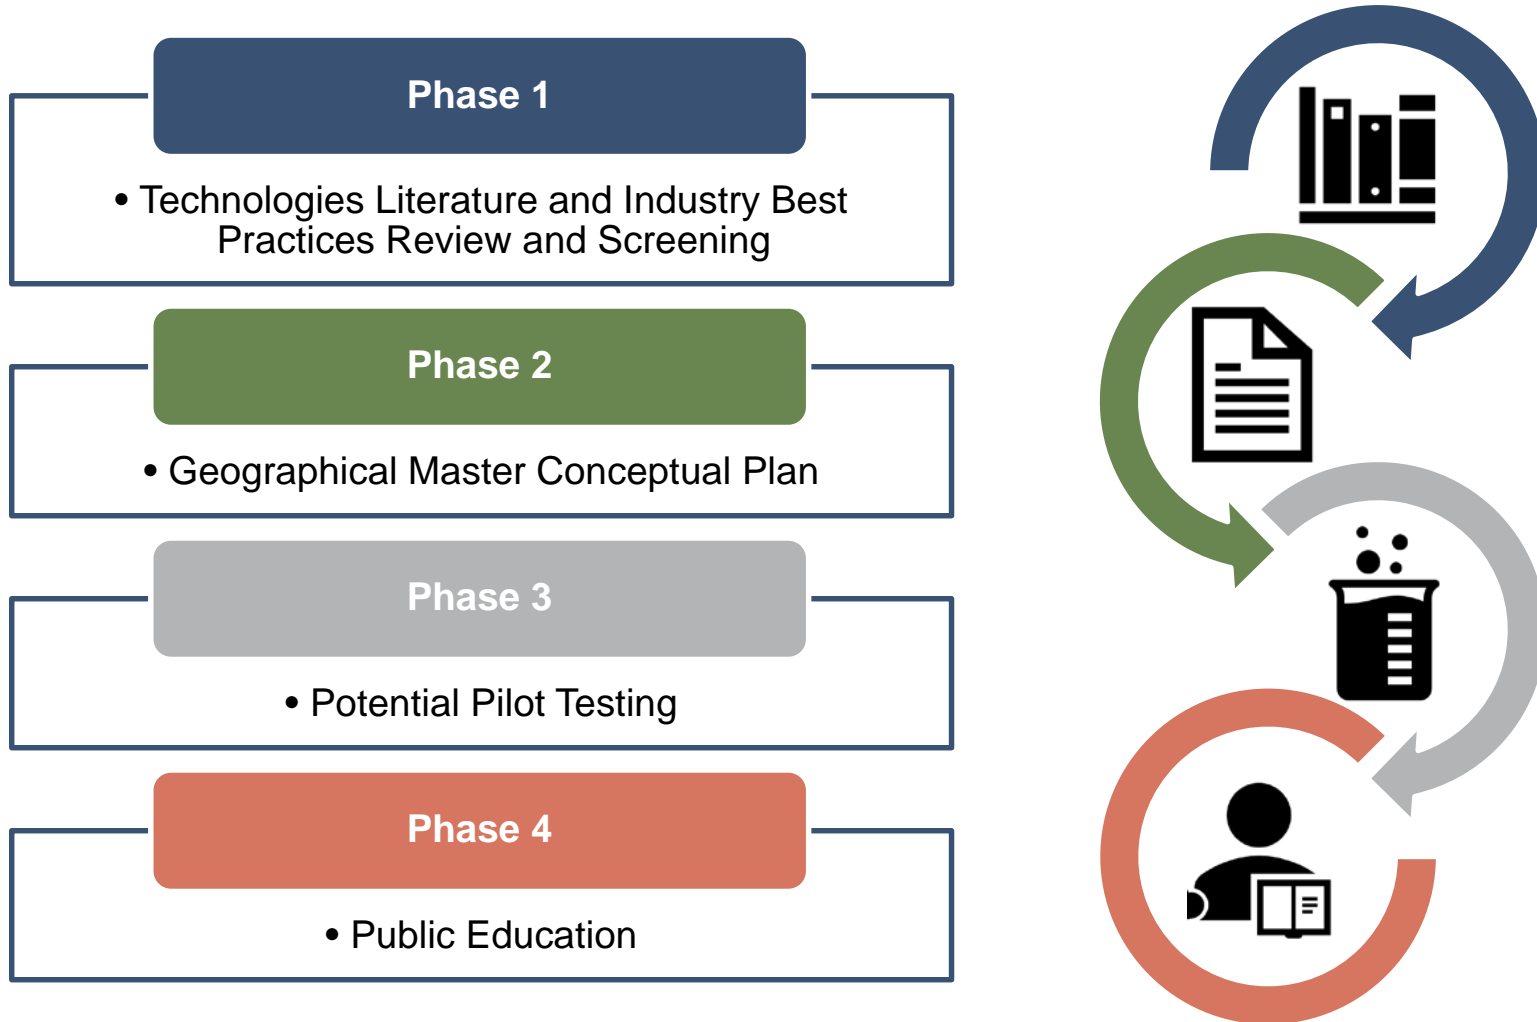 Phase 1
• Technologies Literature and Industry Best
Practices Review and Screening
Phase 2
• Geographical Master Conceptual Plan
Phase 3
• Potential Pilot Testing
Phase 4
• Public Education